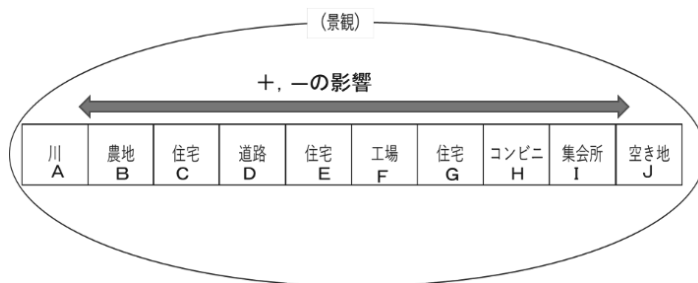 (景観)
＋，－の影響
川 農地 住宅 道路 住宅 工場 住宅 コンビニ 集会所 空き地
A B C D E F G H I J